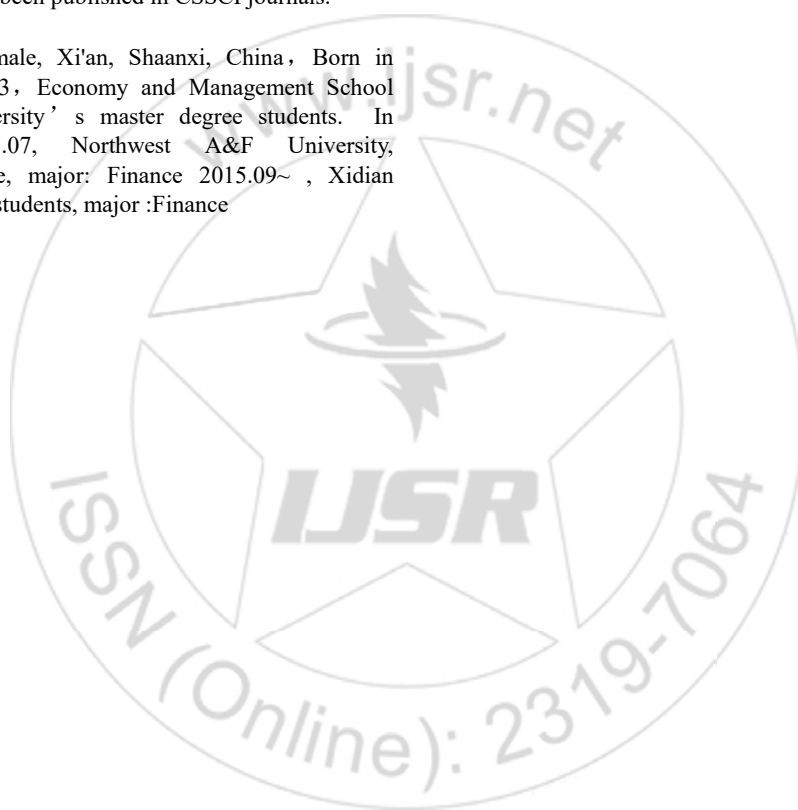 been published in CSSCI journals.
nale, Xi'an, Shaanxi, China，Born in
3，Economy and Management School
ersity＇s master degree students. In
.07, Northwest A&F University,
e, major: Finance 2015.09~ , Xidian
students, major :Finance
www.ijsr.net
IJSR
ISSN (Online): 2319-7064